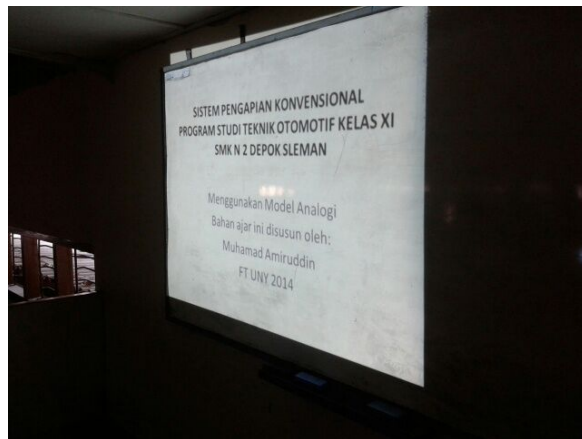 SISTEM PENGAPIAN KONVENSIONAL
PROGRAM STUDI TEKNIK OTOMOTIF KELAS XI
SMK N 2 DEPOK SLEMAN
Menggunakan Model Analogi
Bahan ajar ini disusun oleh:
Muhamad Amiruddin
FT UNY 2014